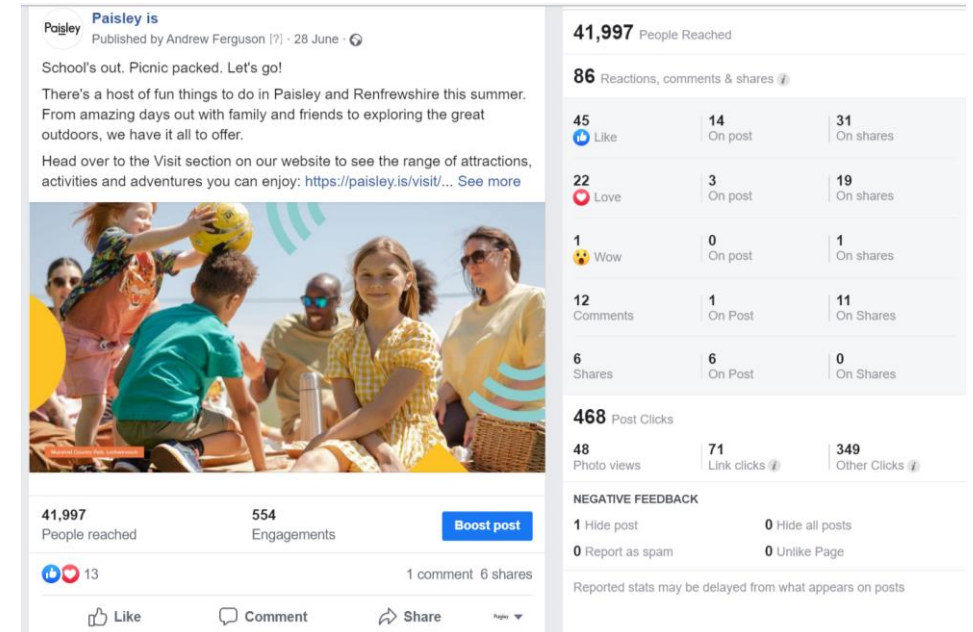 Paisley
Paisley is
Published by Andrew Ferguson [?] · 28 June ·
School's out. Picnic packed. Let's go!
There's a host of fun things to do in Paisley and Renfrewshire this summer.
From amazing days out with family and friends to exploring the great
outdoors, we have it all to offer.
Head over to the Visit section on our website to see the range of attractions,
activities and adventures you can enjoy: https://paisley.is/visit/... See more
41,997
People reached
554
Engagements
Boost post
13
1 comment 6 shares
Like
Comment
Share
41,997 People Reached
86 Reactions, comments & shares i
45 14 31
Like On post On shares
22 3 19
Love On post On shares
1 0 1
Wow On post On shares
12 1 11
Comments On Post On Shares
6 6 0
Shares On Post On Shares
468 Post Clicks
48 71 349
Photo views Link clicks i Other Clicks i
NEGATIVE FEEDBACK
1 Hide post 0 Hide all posts
0 Report as spam 0 Unlike Page
Reported stats may be delayed from what appears on posts